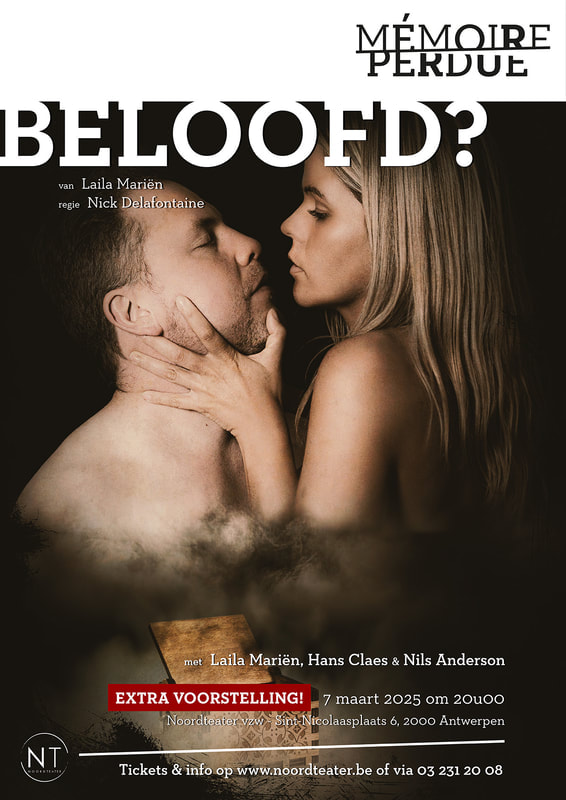 MÉMOIRE
PERDUE
BELOOFD?
van Laila Mariën
regie Nick Delafontaine
met Laila Mariën, Hans Claes & Nils Anderson
EXTRA VOORSTELLING! 7 maart 2025 om 20u00
Noordteater vzw - Sint-Nicolaasplaats 6, 2000 Antwerpen
NT
NOORDTEATER
Tickets & info op www.noordteater.be of via 03 231 20 08